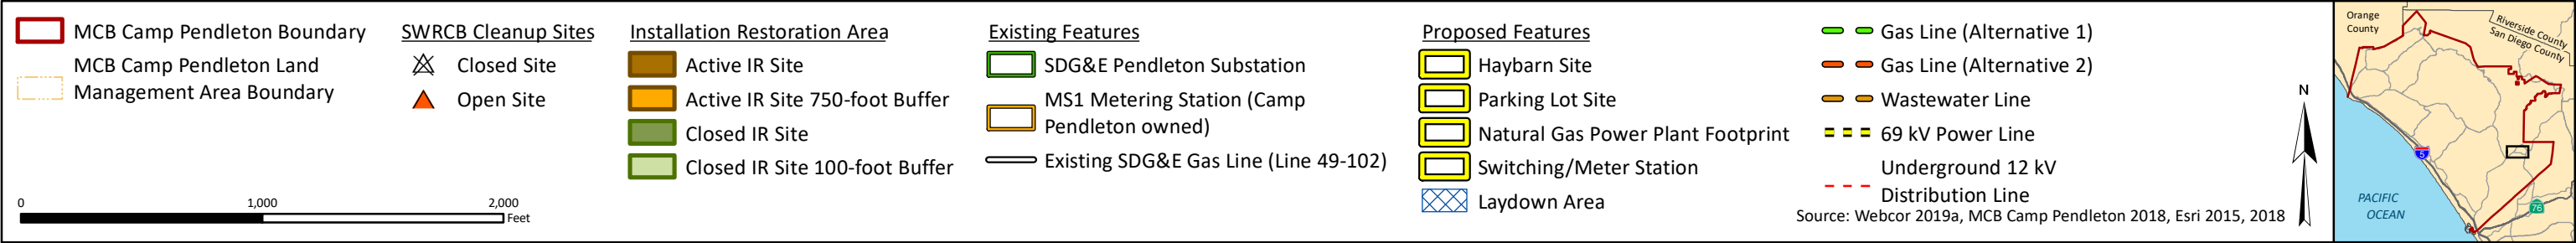 MCB Camp Pendleton Boundary
MCB Camp Pendleton Land
Management Area Boundary
0 1,000 2,000
Feet
SWRCB Cleanup Sites
Closed Site
Open Site
Installation Restoration Area
Active IR Site
Active IR Site 750-foot Buffer
Closed IR Site
Closed IR Site 100-foot Buffer
Existing Features
SDG&E Pendleton Substation
MS1 Metering Station (Camp
Pendleton owned)
Existing SDG&E Gas Line (Line 49-102)
Proposed Features
Haybarn Site
Parking Lot Site
Natural Gas Power Plant Footprint
Switching/Meter Station
Laydown Area
Gas Line (Alternative 1)
Gas Line (Alternative 2)
Wastewater Line
69 kV Power Line
Underground 12 kV
Distribution Line
Source: Webcor 2019a, MCB Camp Pendleton 2018, Esri 2015, 2018
N
Orange
County
Riverside County
San Diego County
5
PACIFIC
OCEAN
76